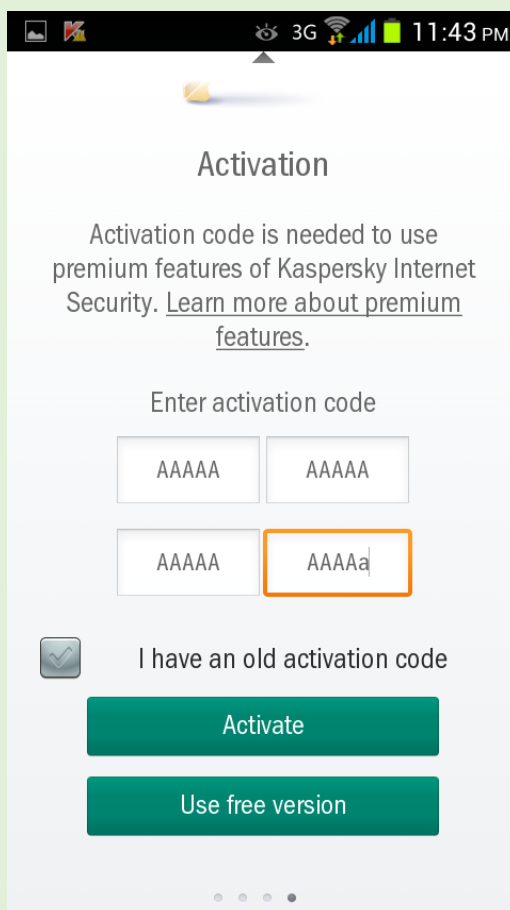 3G 11:43 PM
Activation
Activation code is needed to use
premium features of Kaspersky Internet
Security. Learn more about premium
features.
Enter activation code
AAAAA AAAAA
AAAAA AAAAa
I have an old activation code
Activate
Use free version